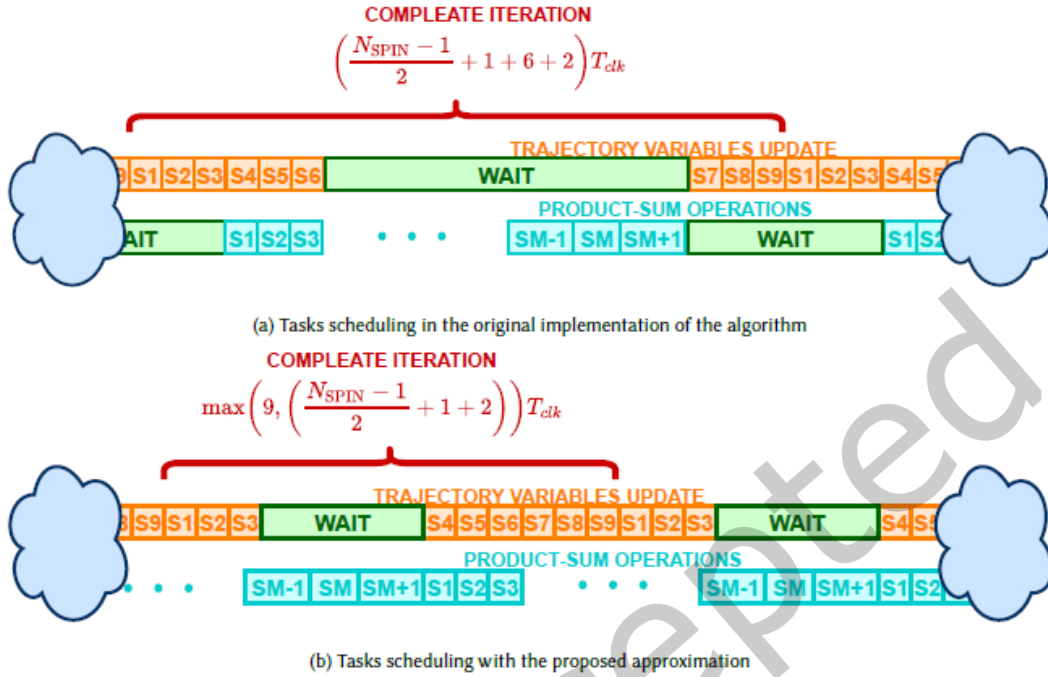 COMPLEATE ITERATION
(N_SPIN − 1 / 2 + 1 + 6 + 2) T_clk
TRAJECTORY VARIABLES UPDATE
9 S1 S2 S3 S4 S5 S6 WAIT S7 S8 S9 S1 S2 S3 S4 S5
PRODUCT-SUM OPERATIONS
AIT S1 S2 S3 • • • SM-1 SM SM+1 WAIT S1 S2
(a) Tasks scheduling in the original implementation of the algorithm
COMPLEATE ITERATION
max(9, (N_SPIN − 1 / 2 + 1 + 2)) T_clk
TRAJECTORY VARIABLES UPDATE
8 S9 S1 S2 S3 WAIT S4 S5 S6 S7 S8 S9 S1 S2 S3 WAIT S4 S5
PRODUCT-SUM OPERATIONS
• • • SM-1 SM SM+1 S1 S2 S3 • • • SM-1 SM SM+1 S1 S2
(b) Tasks scheduling with the proposed approximation
epted